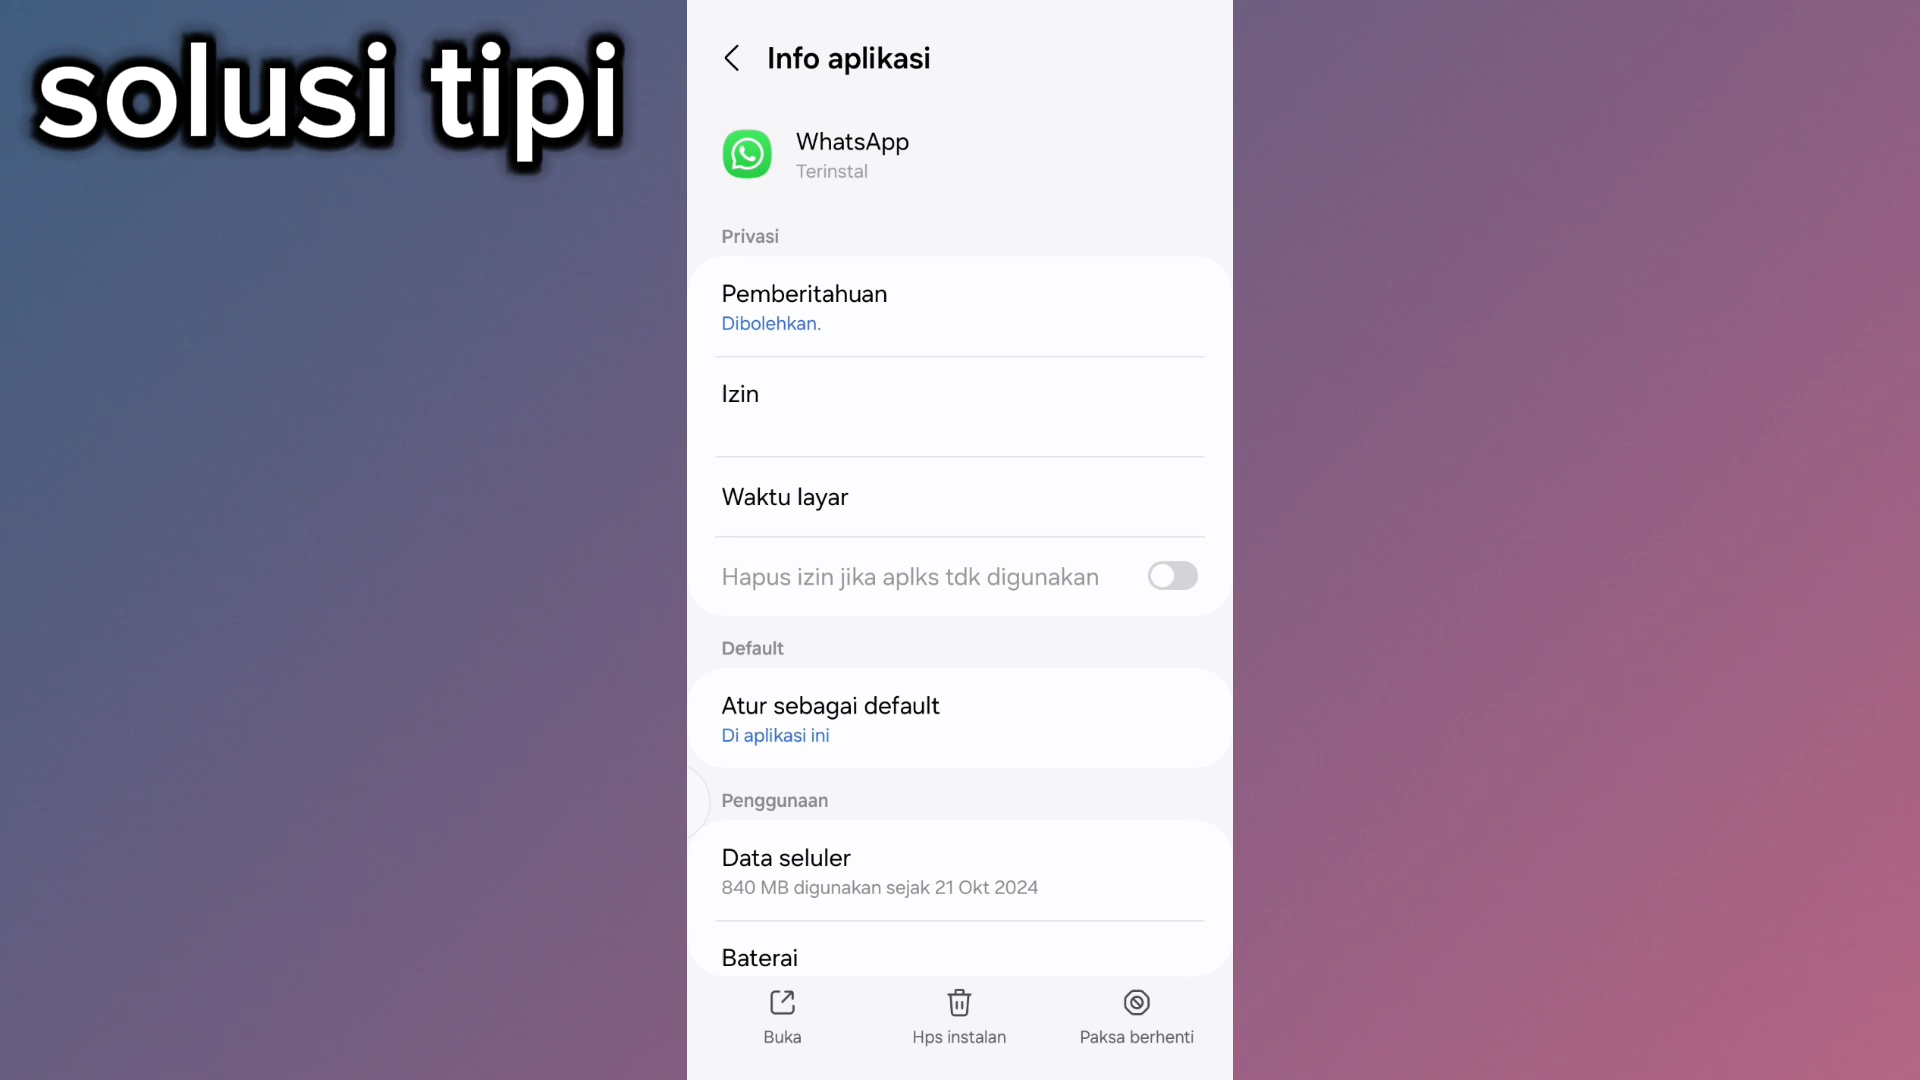 solusi tipi
Info aplikasi
WhatsApp
Terinstal
Privasi
Pemberitahuan
Dibolehkan.
Izin
Waktu layar
Hapus izin jika aplks tdk digunakan
Default
Atur sebagai default
Di aplikasi ini
Penggunaan
Data seluler
840 MB digunakan sejak 21 Okt 2024
Baterai
Buka
Hps instalan
Paksa berhenti